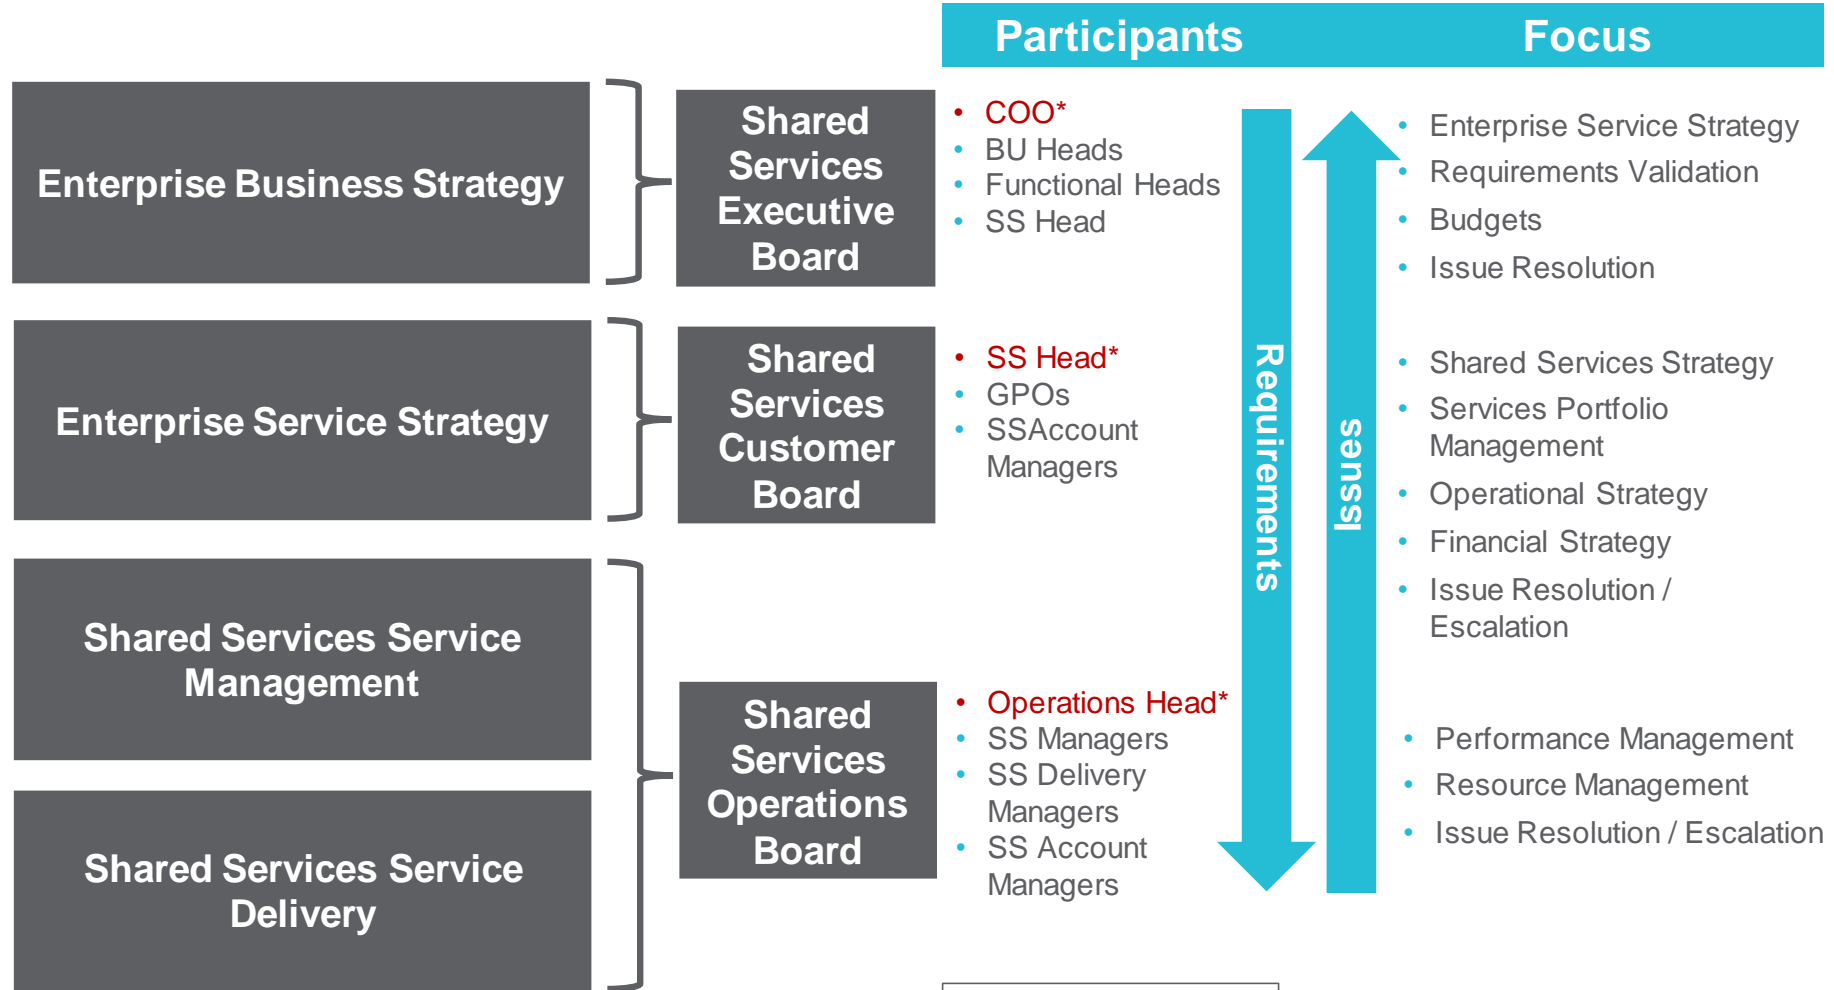 Participants
Focus
Enterprise Business Strategy
Shared
Services
Executive
Board
• COO*
• BU Heads
• Functional Heads
• SS Head
• Enterprise Service Strategy
• Requirements Validation
• Budgets
• Issue Resolution
Enterprise Service Strategy
Shared
Services
Customer
Board
• SS Head*
• GPOs
• SSAccount
Managers
Requirements
Issues
• Shared Services Strategy
• Services Portfolio
Management
• Operational Strategy
• Financial Strategy
• Issue Resolution /
Escalation
Shared Services Service
Management
Shared Services Service
Delivery
Shared
Services
Operations
Board
• Operations Head*
• SS Managers
• SS Delivery
Managers
• SS Account
Managers
• Performance Management
• Resource Management
• Issue Resolution / Escalation